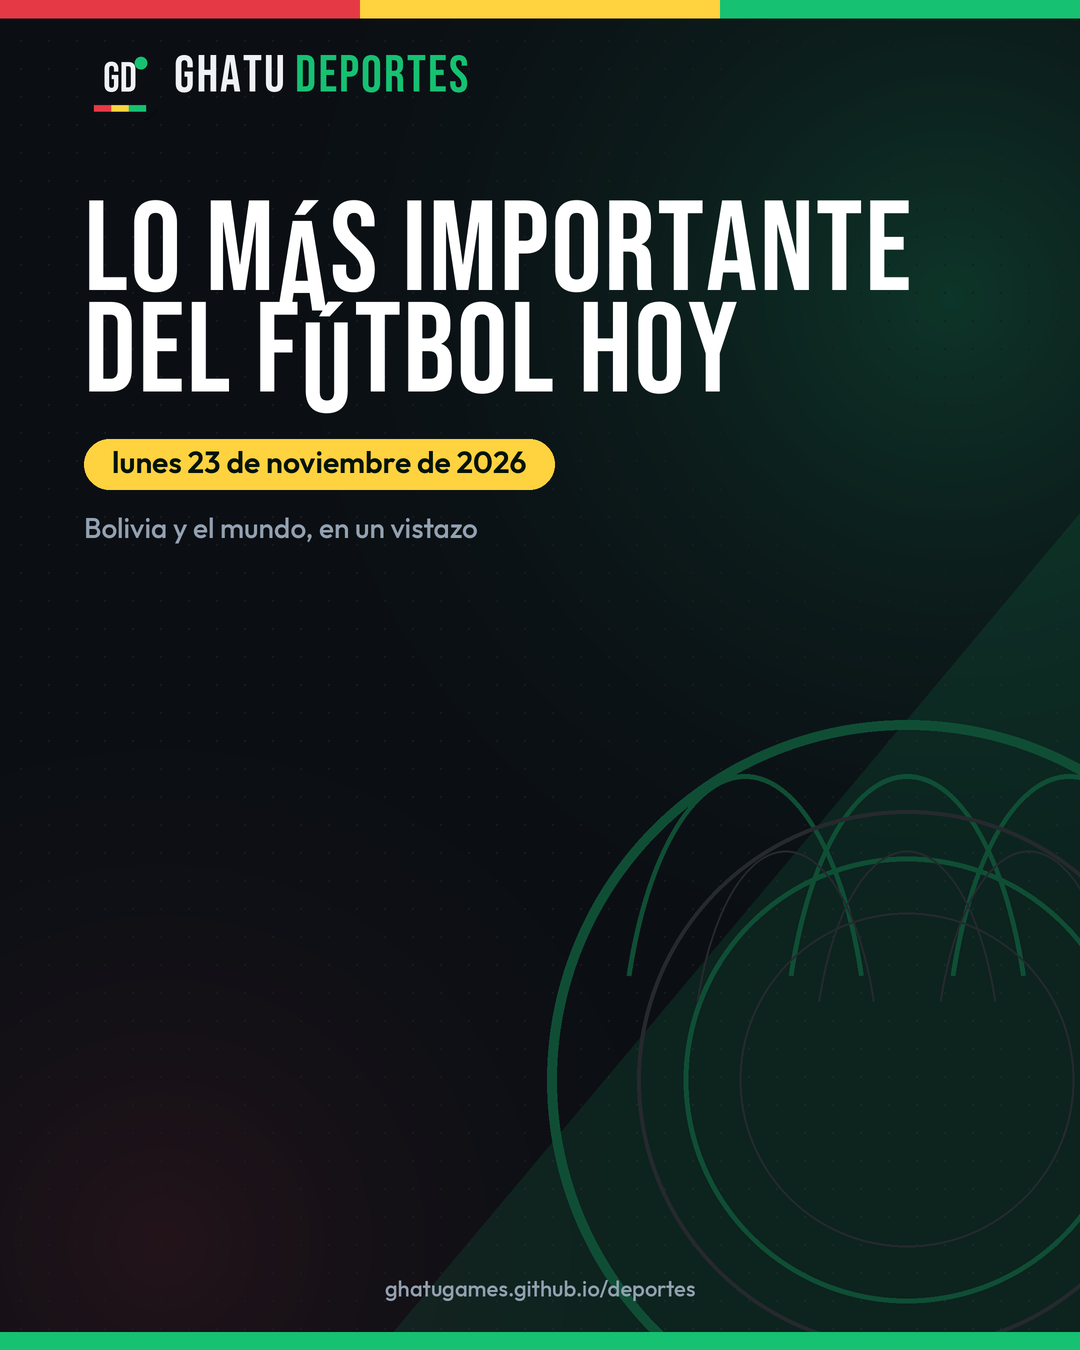 GD
GHATU DEPORTES
LO MÁS IMPORTANTE
DEL FÚTBOL HOY
lunes 23 de noviembre de 2026
Bolivia y el mundo, en un vistazo
ghatugames.github.io/deportes